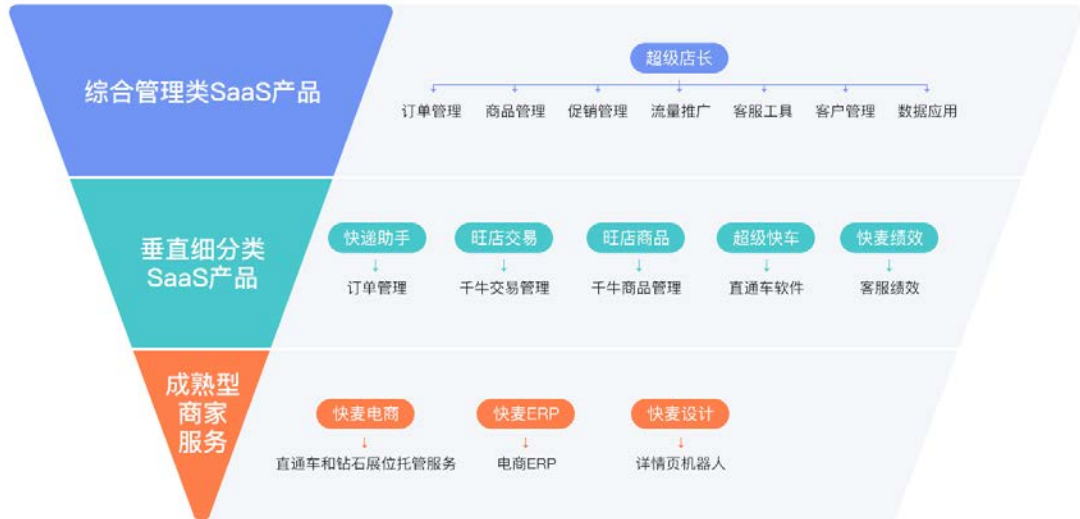 综合管理类SaaS产品
超级店长
订单管理 商品管理 促销管理 流量推广 客服工具 客户管理 数据应用
垂直细分类
SaaS产品
快递助手 旺店交易 旺店商品 超级快车 快麦绩效
订单管理 千牛交易管理 千牛商品管理 直通车软件 客服绩效
成熟型
商家
服务
快麦电商 快麦ERP 快麦设计
直通车和钻石展位托管服务 电商ERP 详情页机器人